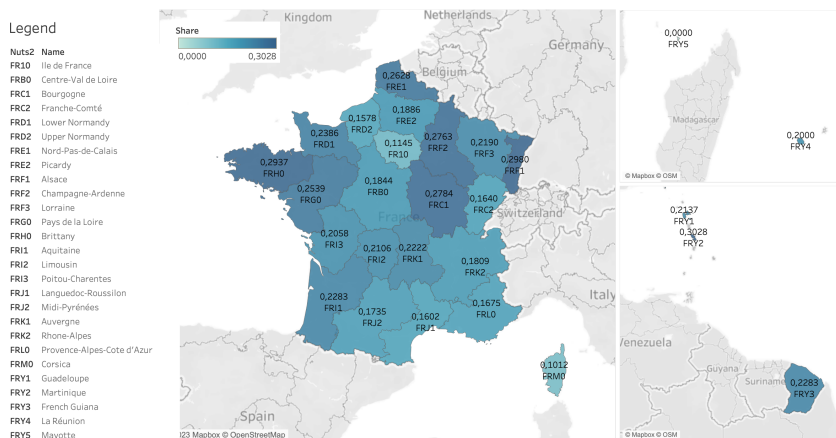 Legend
Nuts2 Name
FR10 Ile de France
FRB0 Centre-Val de Loire
FRC1 Bourgogne
FRC2 Franche-Comté
FRD1 Lower Normandy
FRD2 Upper Normandy
FRE1 Nord-Pas-de-Calais
FRE2 Picardy
FRF1 Alsace
FRF2 Champagne-Ardenne
FRF3 Lorraine
FRG0 Pays de la Loire
FRH0 Brittany
FRI1 Aquitaine
FRI2 Limousin
FRI3 Poitou-Charentes
FRJ1 Languedoc-Roussilon
FRJ2 Midi-Pyrénées
FRK1 Auvergne
FRK2 Rhone-Alpes
FRL0 Provence-Alpes-Cote d'Azur
FRM0 Corsica
FRY1 Guadeloupe
FRY2 Martinique
FRY3 French Guiana
FRY4 La Réunion
FRY5 Mayotte
Share
0,0000 0,3028
Kingdom
Netherlands
Germany
Belgium
France
Switzerland
Italy
Spain
0,2628
FRE1
0,1886
FRE2
0,1578
FRD2
0,2386
FRD1
0,1145
FR10
0,2763
FRF2
0,2190
FRF3
0,2980
FRF1
0,2937
FRH0
0,2539
FRG0
0,1844
FRB0
0,2784
FRC1
0,1640
FRC2
0,2058
FRI3
0,2106
FRI2
0,2222
FRK1
0,1809
FRK2
0,2283
FRI1
0,1735
FRJ2
0,1602
FRJ1
0,1675
FRL0
0,1012
FRM0
)23 Mapbox © OpenStreetMap
0,0000
FRY5
Madagascar
0,2000
FRY4
© Mapbox © OSM
0,2137
FRY1
0,3028
FRY2
/enezuela
Guyana
Suriname
0,2283
FRY3
© Mapbox © OSM